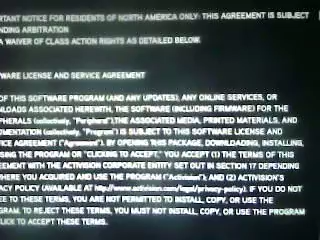 RTANT NOTICE FOR RESIDENTS OF NORTH AMERICA ONLY: THIS AGREEMENT IS SUBJECT
NDING ARBITRATION
A WAIVER OF CLASS ACTION RIGHTS AS DETAILED BELOW.
WARE LICENSE AND SERVICE AGREEMENT
OF THIS SOFTWARE PROGRAM (AND ANY UPDATES), ANY ONLINE SERVICES, OR
NLOADS ASSOCIATED HEREWITH, THE SOFTWARE (INCLUDING FIRMWARE) FOR THE
PHERALS (collectively, "Peripheral"),THE ASSOCIATED MEDIA, PRINTED MATERIALS, AND
UMENTATION (collectively, "Program") IS SUBJECT TO THIS SOFTWARE LICENSE AND
VICE AGREEMENT ("Agreement"). BY OPENING THIS PACKAGE, DOWNLOADING, INSTALLING,
SING THE PROGRAM OR "CLICKING TO ACCEPT," YOU ACCEPT (1) THE TERMS OF THIS
EEMENT WITH THE ACTIVISION CORPORATE ENTITY SET OUT IN SECTION 17 DEPENDING
HERE YOU ACQUIRED AND USE THE PROGRAM ("Activision"); AND (2) ACTIVISION'S
ACY POLICY (AVAILABLE AT http://www.activision.com/legal/privacy-policy). IF YOU DO NOT
EE TO THESE TERMS, YOU ARE NOT PERMITTED TO INSTALL, COPY, OR USE THE
GRAM. TO REJECT THESE TERMS, YOU MUST NOT INSTALL, COPY, OR USE THE PROGRAM
CLICK TO ACCEPT THESE TERMS.